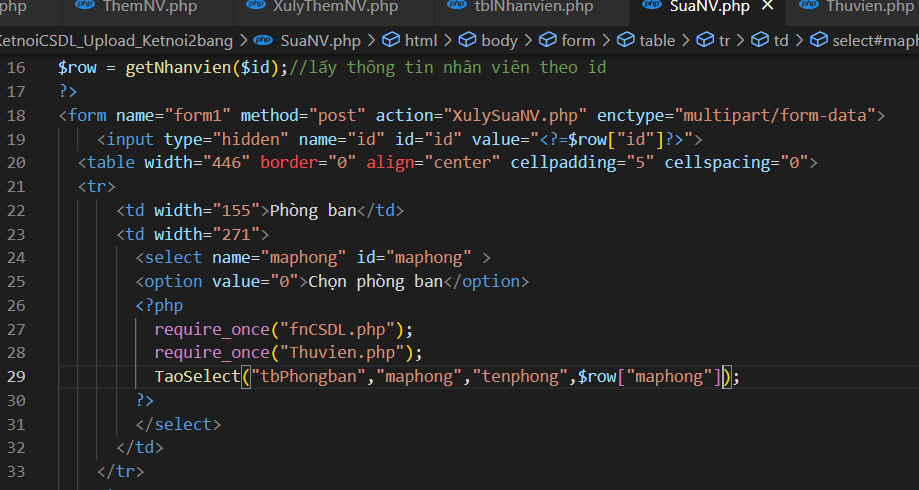 php
ThemNV.php
XulyThemNV.php
tblNhanvien.php
SuaNV.php
Thuvien.php
KetnoiCSDL_Upload_Ketnoi2bang > SuaNV.php > html > body > form > table > tr > td > select#maph
16 $row = getNhanvien($id);//lấy thông tin nhân viên theo id
17 ?>
18 <form name="form1" method="post" action="XulySuaNV.php" enctype="multipart/form-data">
19 <input type="hidden" name="id" id="id" value="<?=$row["id"]?>">
20 <table width="446" border="0" align="center" cellpadding="5" cellspacing="0">
21 <tr>
22 <td width="155">Phòng ban</td>
23 <td width="271">
24 <select name="maphong" id="maphong" >
25 <option value="0">Chọn phòng ban</option>
26 <?php
27 require_once("fnCSDL.php");
28 require_once("Thuvien.php");
29 TaoSelect("tbPhongban","maphong","tenphong",$row["maphong"]);
30 ?>
31 </select>
32 </td>
33 </tr>